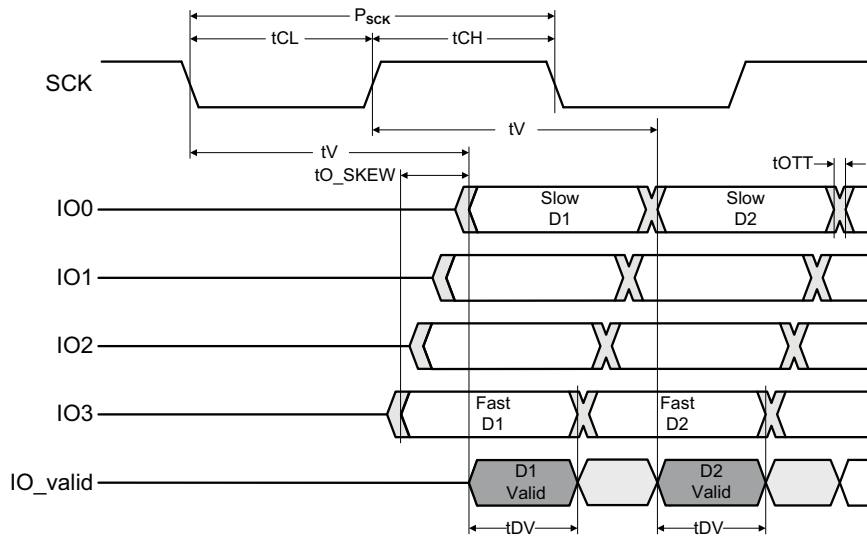 PSCK
tCL
tCH
SCK
tV
tV
tO_SKEW
tOTT
IO0
Slow
D1
Slow
D2
IO1
IO2
IO3
Fast
D1
Fast
D2
IO_valid
D1
Valid
D2
Valid
tDV
tDV